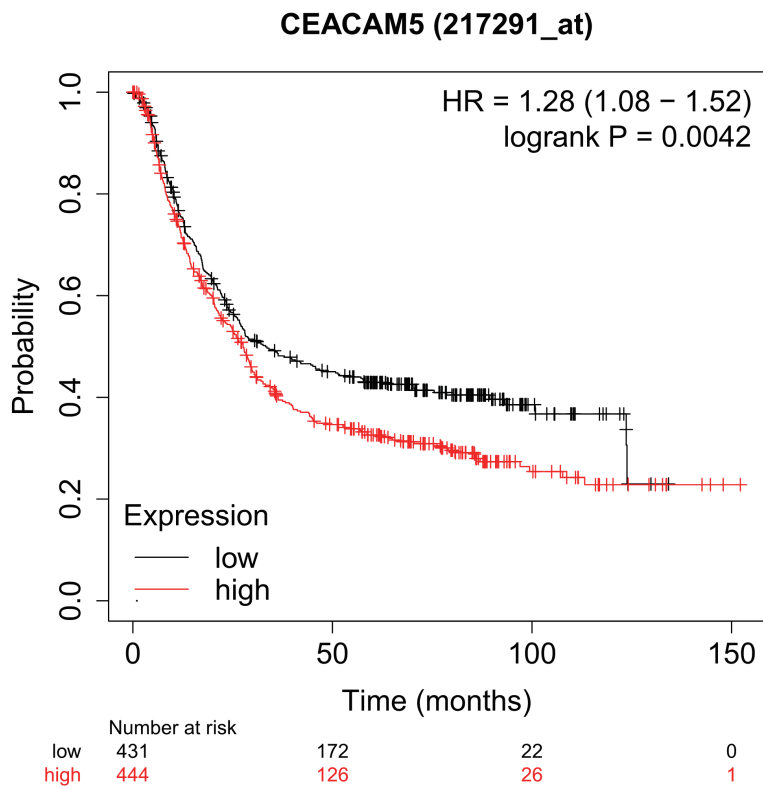 CEACAM5 (217291_at)
HR = 1.28 (1.08 − 1.52)
logrank P = 0.0042
1.0
0.8
0.6
0.4
0.2
0.0
Probability
Expression
low
high
0 50 100 150
Time (months)
Number at risk
low 431 172 22 0
high 444 126 26 1